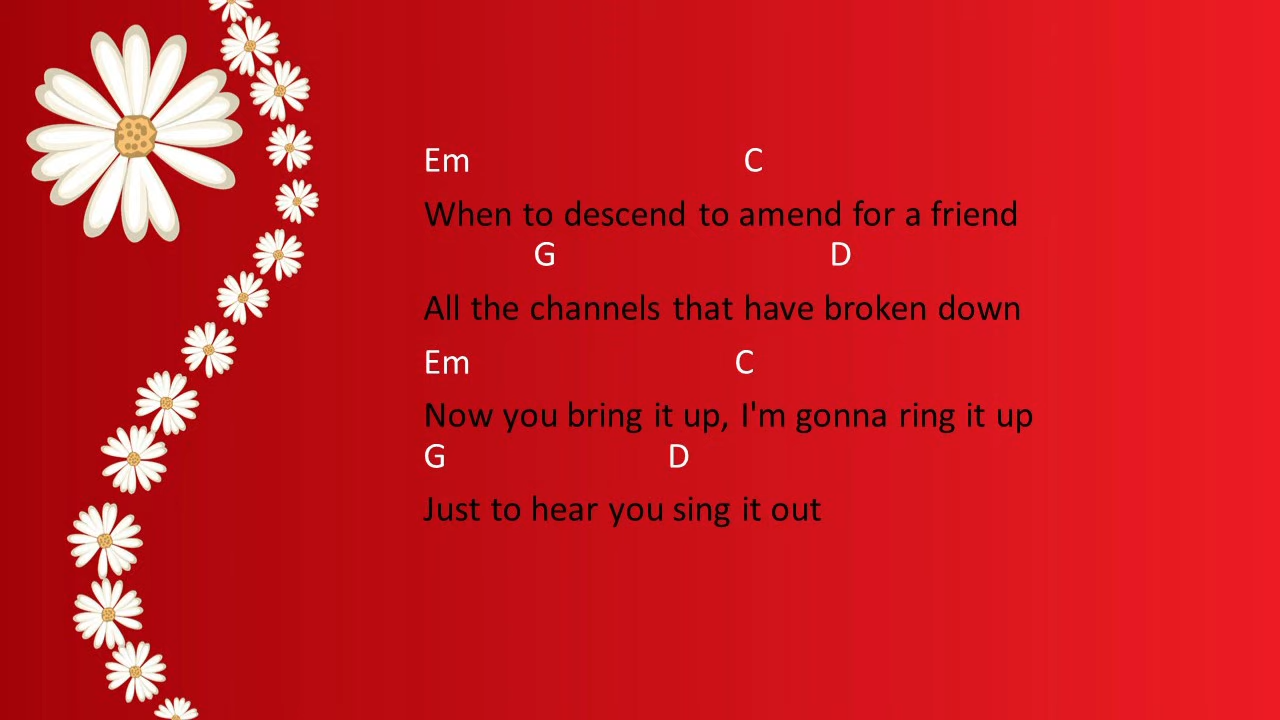 Em C
When to descend to amend for a friend
G D
All the channels that have broken down
Em C
Now you bring it up, I'm gonna ring it up
G D
Just to hear you sing it out